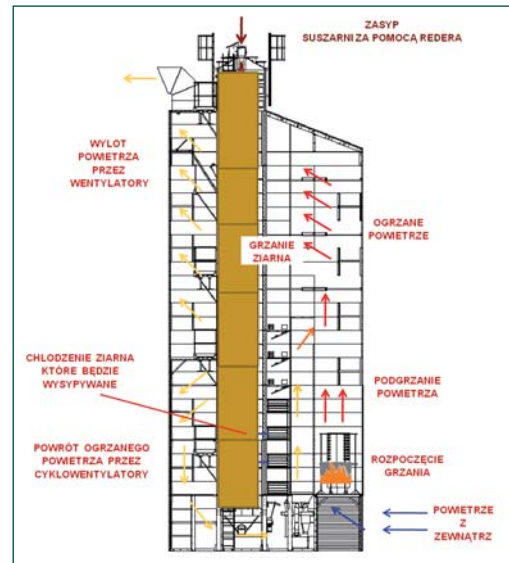 ZASYP
SUSZARNI ZA POMOCĄ REDERA
WYLOT
POWIETRZA
PRZEZ
WENTYLATORY
OGRZANE
POWIETRZE
GRZANIE
ZIARNA
CHŁODZENIE ZIARNA
KTÓRE BĘDZIE
WYSYPYWANE
PODGRZANIE
POWIETRZA
POWRÓT OGRZANEGO
POWIETRZA PRZEZ
CYKLOWENTYLATORY
ROZPOCZĘCIE
GRZANIA
POWIETRZE
Z
ZEWNĄTRZ